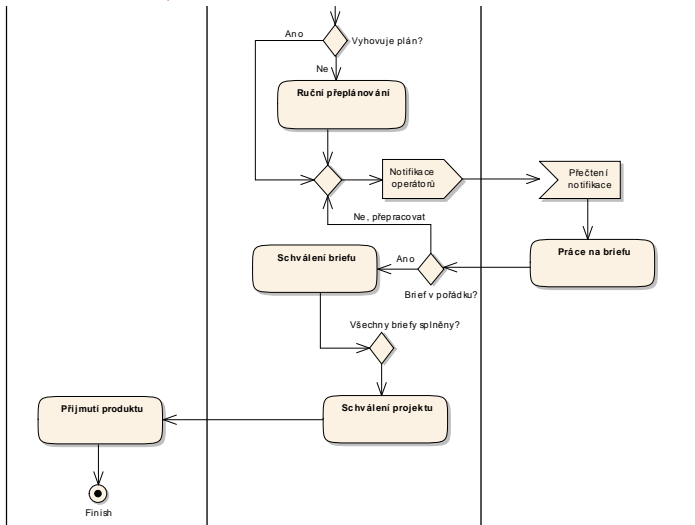 Ano
Vyhovuje plán?
Ne
Ruční přeplánování
Notifikace
operátorů
Přečtení
notifikace
Ne, přepracovat
Schválení briefu
Ano
Práce na briefu
Brief v pořádku?
Všechny briefy splněny?
Přijmutí produktu
Schválení projektu
Finish